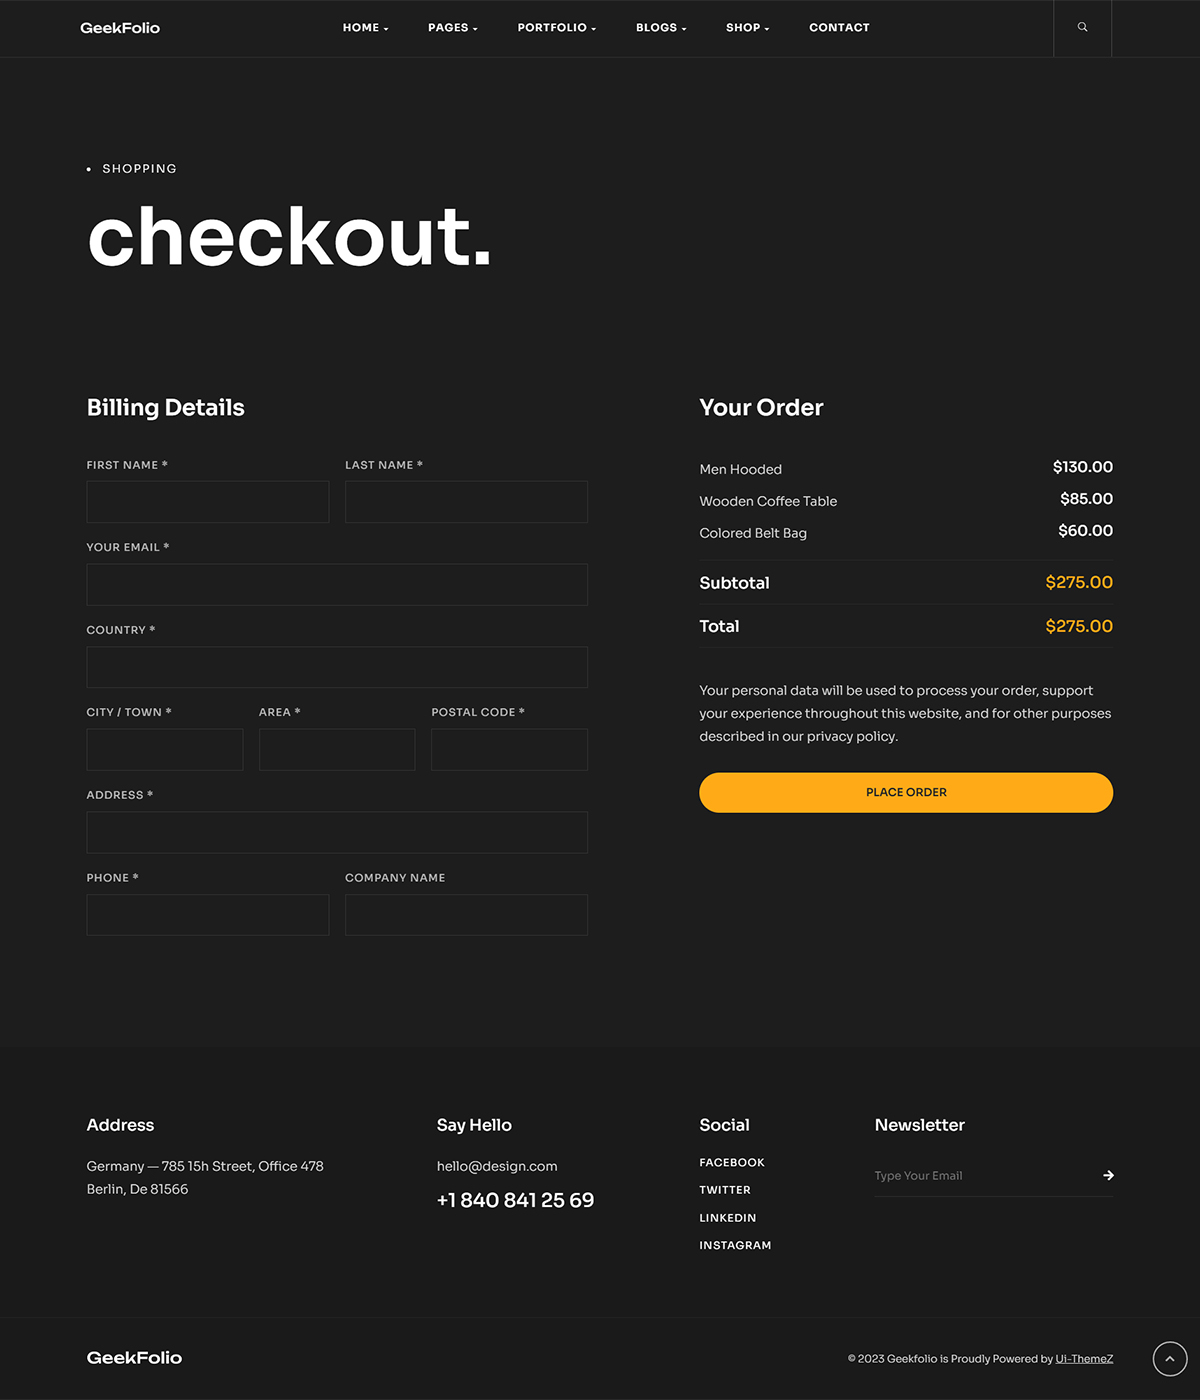 GeekFolio
HOME
PAGES
PORTFOLIO
BLOGS
SHOP
CONTACT
• SHOPPING
checkout.
Billing Details
FIRST NAME *
LAST NAME *
YOUR EMAIL *
COUNTRY *
CITY / TOWN *
AREA *
POSTAL CODE *
ADDRESS *
PHONE *
COMPANY NAME
Your Order
Men Hooded $130.00
Wooden Coffee Table $85.00
Colored Belt Bag $60.00
Subtotal $275.00
Total $275.00
Your personal data will be used to process your order, support
your experience throughout this website, and for other purposes
described in our privacy policy.
PLACE ORDER
Address
Germany — 785 15h Street, Office 478
Berlin, De 81566
Say Hello
hello@design.com
+1 840 841 25 69
Social
FACEBOOK
TWITTER
LINKEDIN
INSTAGRAM
Newsletter
Type Your Email
GeekFolio
© 2023 Geekfolio is Proudly Powered by Ui-ThemeZ